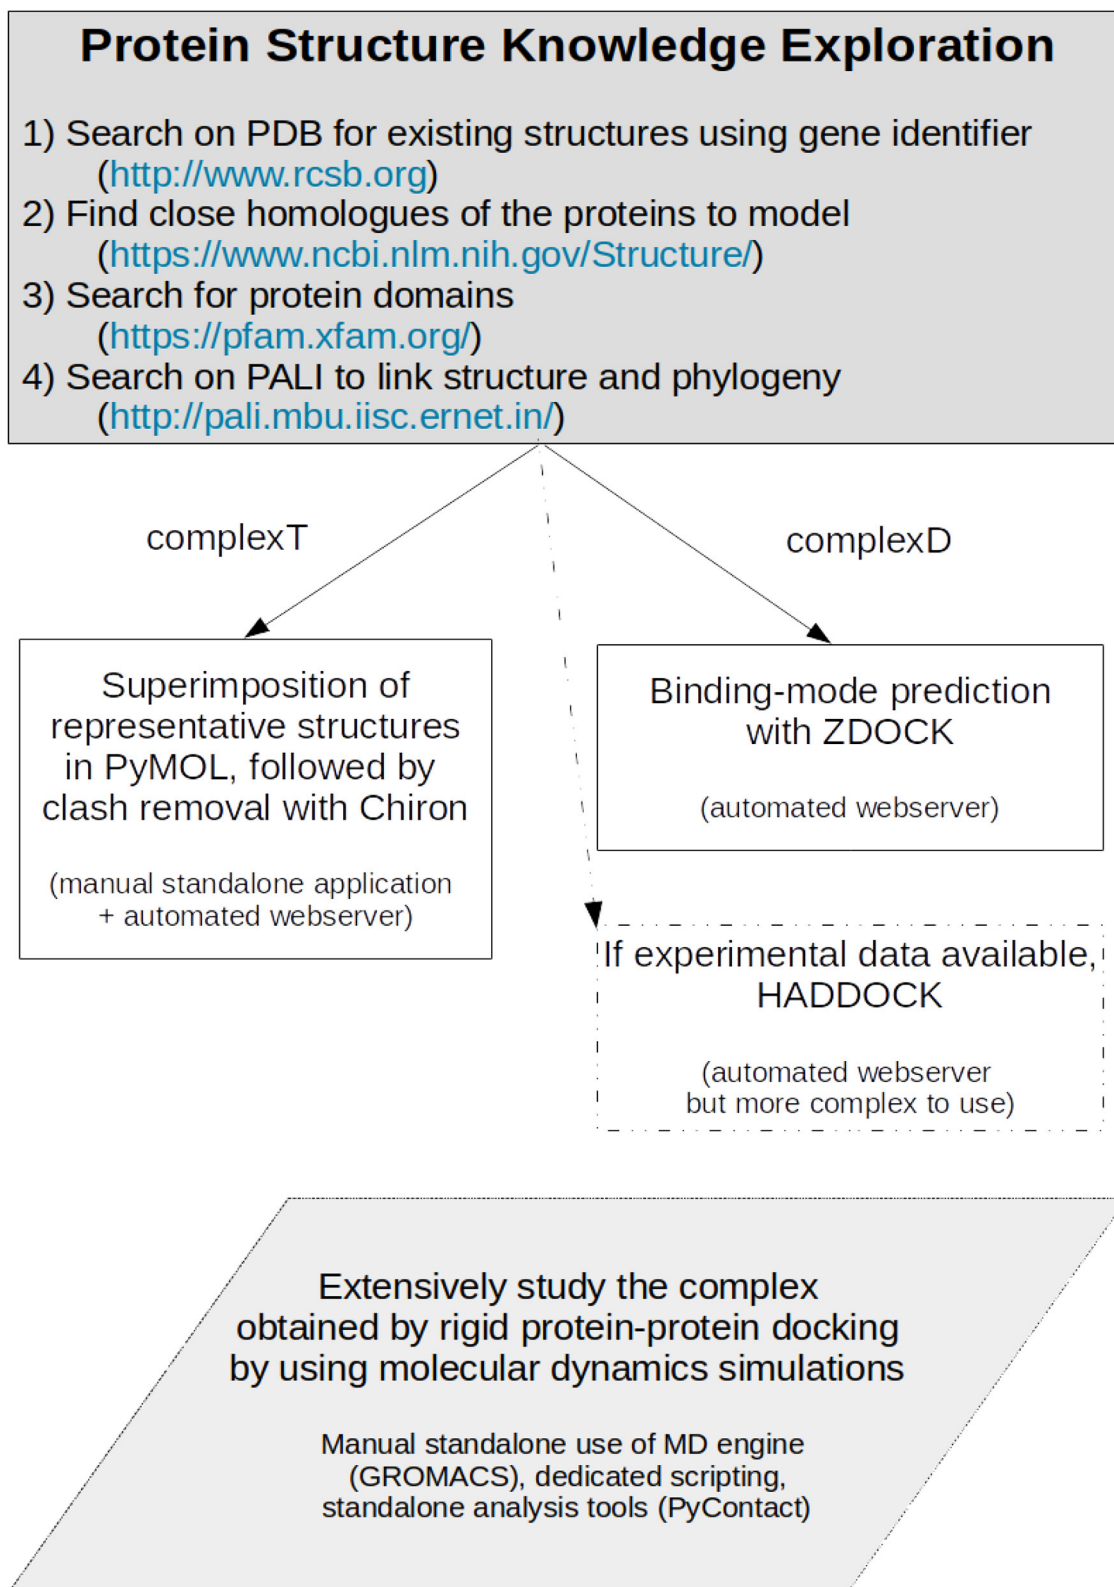 Protein Structure Knowledge Exploration
1) Search on PDB for existing structures using gene identifier
(http://www.rcsb.org)
2) Find close homologues of the proteins to model
(https://www.ncbi.nlm.nih.gov/Structure/)
3) Search for protein domains
(https://pfam.xfam.org/)
4) Search on PALI to link structure and phylogeny
(http://pali.mbu.iisc.ernet.in/)
complexT
complexD
Superimposition of
representative structures
in PyMOL, followed by
clash removal with Chiron
(manual standalone application
+ automated webserver)
Binding-mode prediction
with ZDOCK
(automated webserver)
If experimental data available,
HADDOCK
(automated webserver
but more complex to use)
Extensively study the complex
obtained by rigid protein-protein docking
by using molecular dynamics simulations
Manual standalone use of MD engine
(GROMACS), dedicated scripting,
standalone analysis tools (PyContact)